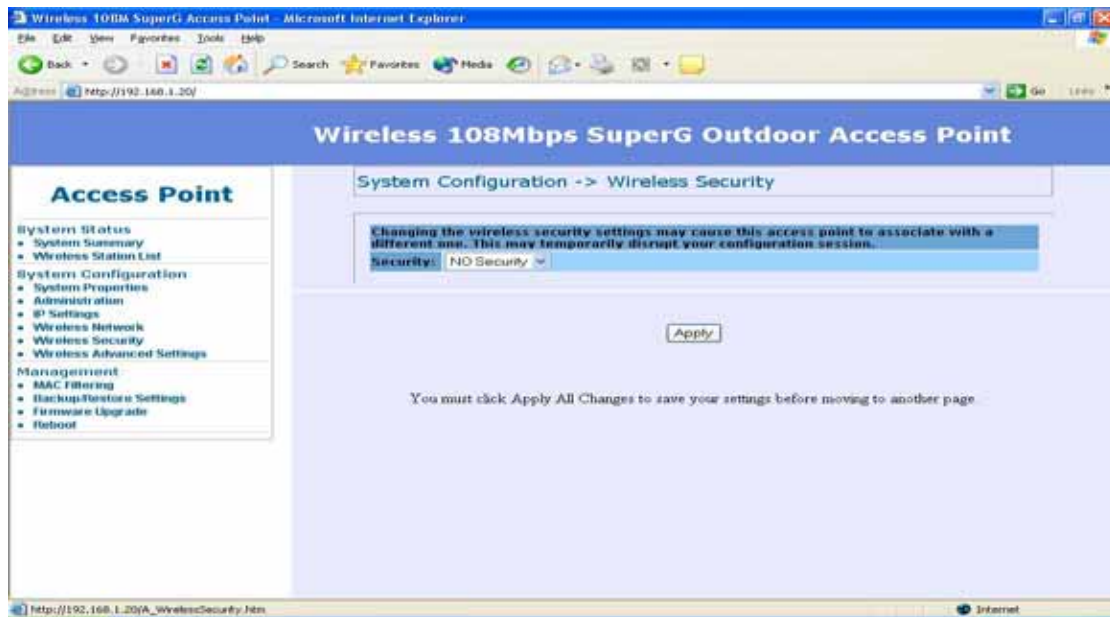 Wireless 108M SuperG Access Point - Microsoft Internet Explorer
File Edit View Favorites Tools Help
Back Search Favorites Media
Address http://192.168.1.20/ Go Links
Wireless 108Mbps SuperG Outdoor Access Point
Access Point
System Status
System Summary
Wireless Station List
System Configuration
System Properties
Administration
IP Settings
Wireless Network
Wireless Security
Wireless Advanced Settings
Management
MAC Filtering
Backup/Restore Settings
Firmware Upgrade
Reboot
System Configuration -> Wireless Security
Changing the wireless security settings may cause this access point to associate with a
different one. This may temporarily disrupt your configuration session.
Security: NO Security
Apply
You must click Apply All Changes to save your settings before moving to another page
http://192.168.1.20/A_WirelessSecurity.htm Internet